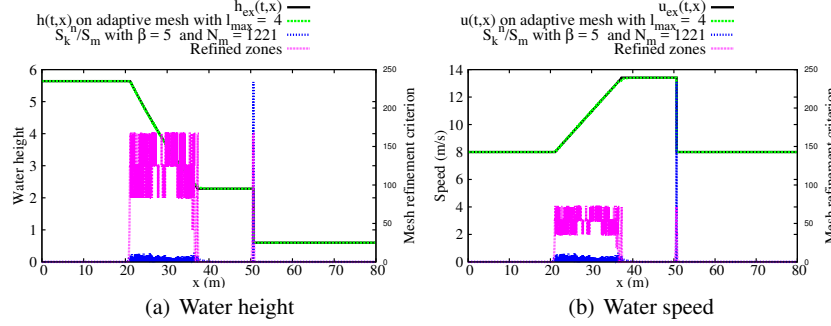 h_ex(t,x)
h(t,x) on adaptive mesh with l_max = 4
S_k^n/S_m with β = 5 and N_m = 1221
Refined zones
6
5
4
3
2
1
0
Water height
250
200
150
100
50
0
Mesh refinement criterion
0 10 20 30 40 50 60 70 80
x (m)
(a) Water height
u_ex(t,x)
u(t,x) on adaptive mesh with l_max = 4
S_k^n/S_m with β = 5 and N_m = 1221
Refined zones
14
12
10
8
6
4
2
0
Speed (m/s)
250
200
150
100
50
0
Mesh refinement criterion
0 10 20 30 40 50 60 70 80
x (m)
(b) Water speed